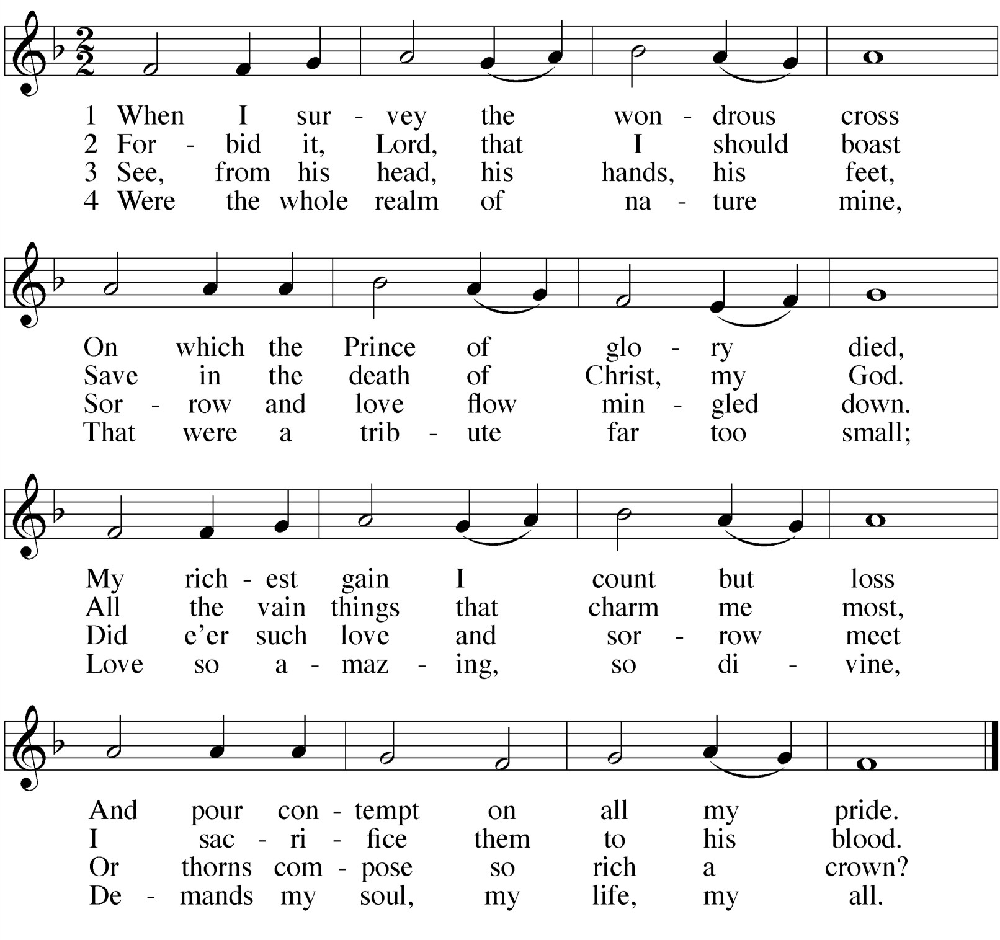 1 When I sur - vey the won - drous cross
2 For - bid it, Lord, that I should boast
3 See, from his head, his hands, his feet,
4 Were the whole realm of na - ture mine,
On which the Prince of glo - ry died,
Save in the death of Christ, my God.
Sor - row and love flow min - gled down.
That were a trib - ute far too small;
My rich - est gain I count but loss
All the vain things that charm me most,
Did e’er such love and sor - row meet
Love so a - maz - ing, so di - vine,
And pour con - tempt on all my pride.
I sac - ri - fice them to his blood.
Or thorns com - pose so rich a crown?
De - mands my soul, my life, my all.